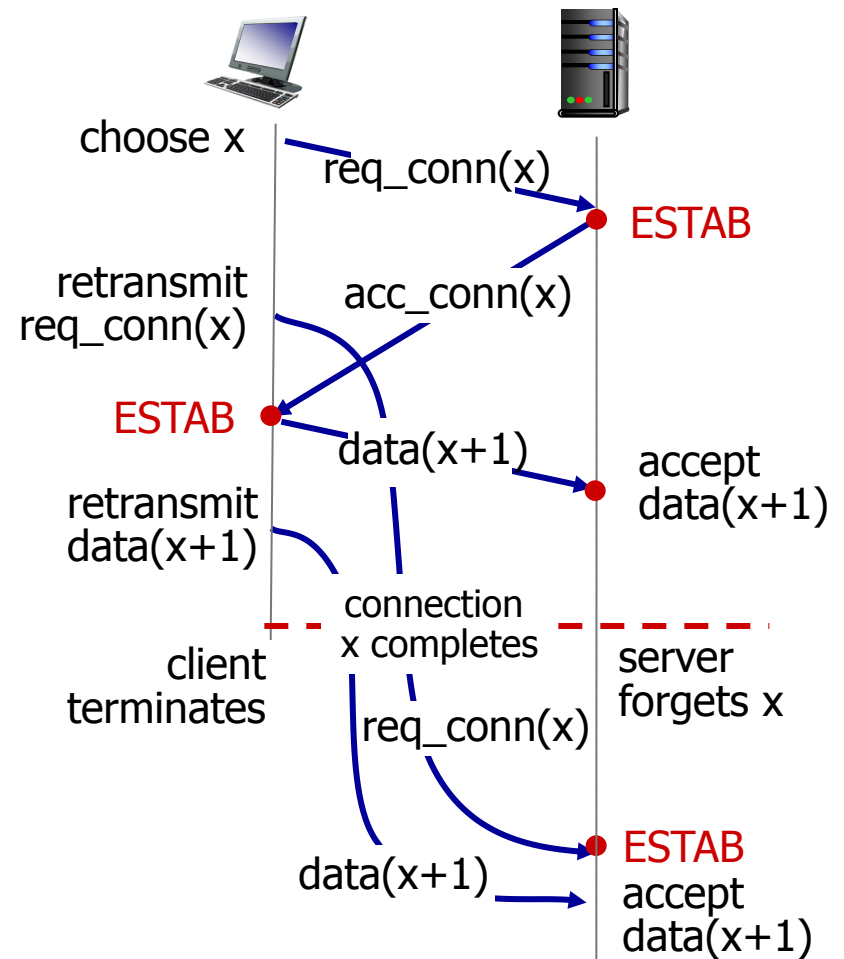 choose x
req_conn(x)
ESTAB
retransmit
req_conn(x)
acc_conn(x)
ESTAB
data(x+1)
accept
data(x+1)
retransmit
data(x+1)
connection
x completes
client
terminates
server
forgets x
req_conn(x)
ESTAB
data(x+1)
accept
data(x+1)